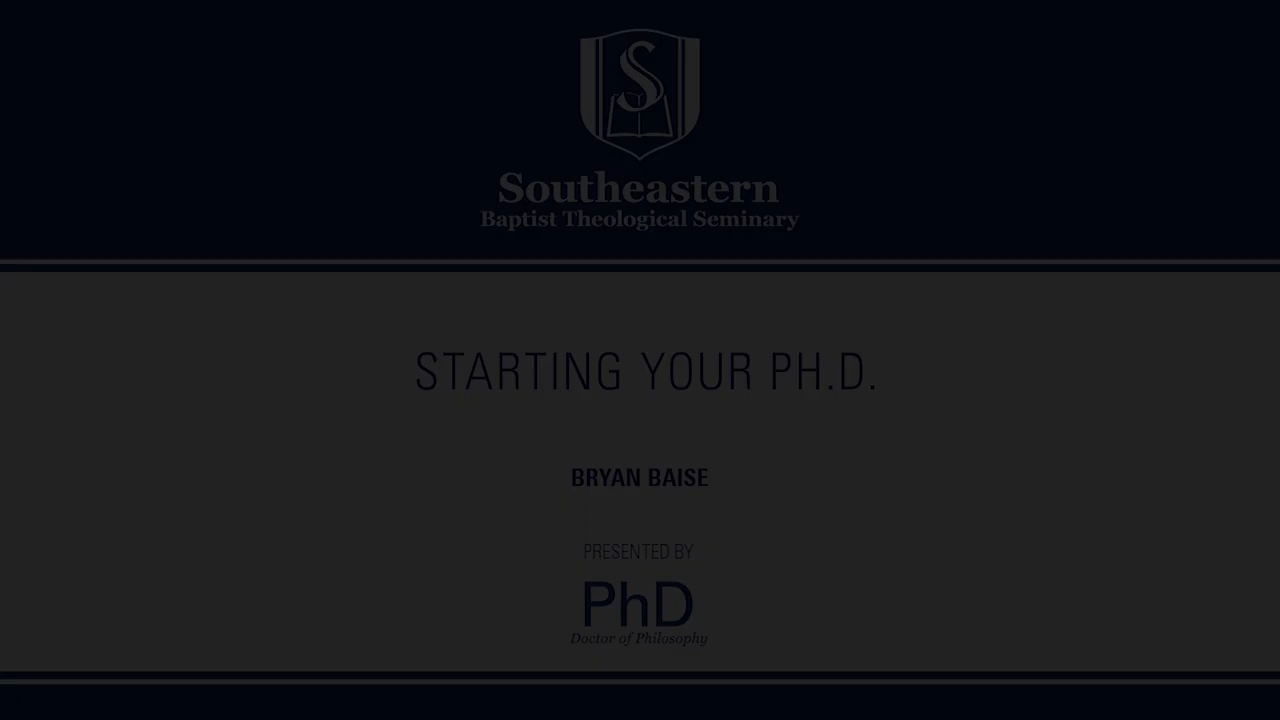 S
Southeastern
Baptist Theological Seminary
STARTING YOUR PH.D.
BRYAN BAISE
PRESENTED BY
PhD
Doctor of Philosophy